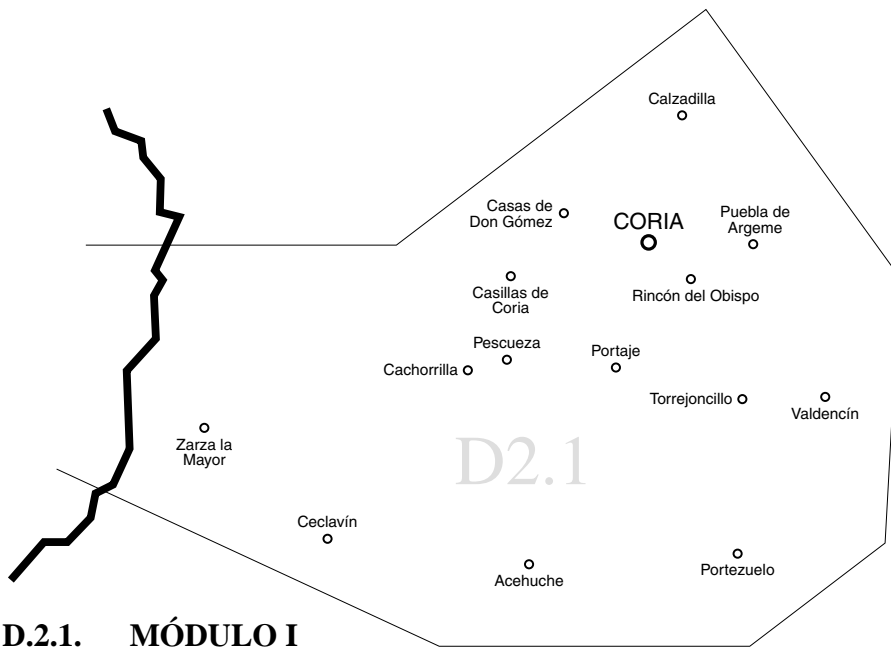 Calzadilla
Casas de
Don Gómez
CORIA
Puebla de
Argeme
Casillas de
Coria
Rincón del Obispo
Pescueza
Portaje
Cachorrilla
Torrejoncillo
Valdencín
Zarza la
Mayor
D2.1
Ceclavín
Acehuche
Portezuelo
D.2.1. MÓDULO I